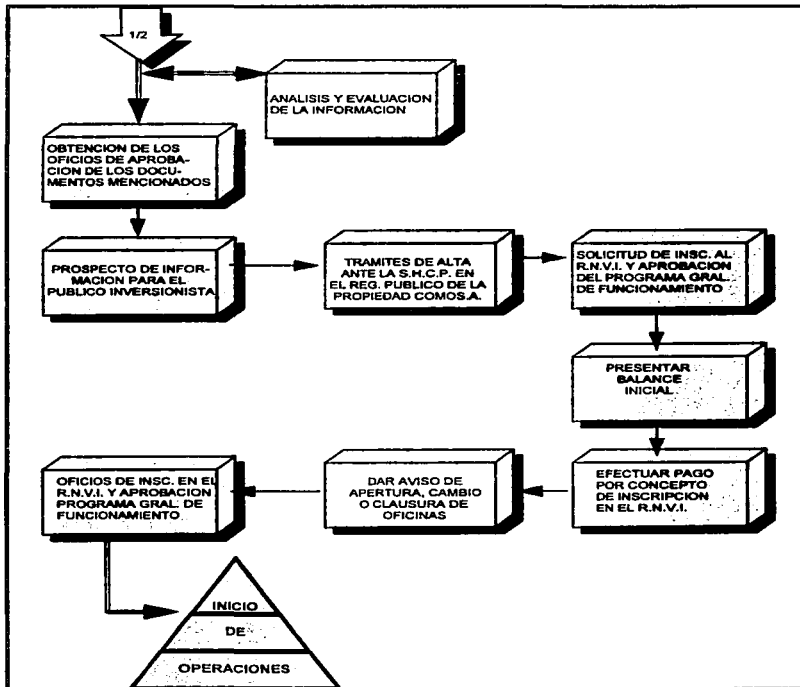 1/2
ANALISIS Y EVALUACION
DE LA INFORMACION
OBTENCION DE LOS
OFICIOS DE APROBA-
CION DE LOS DOCU-
MENTOS MENCIONADOS
PROSPECTO DE INFOR-
MACION PARA EL
PUBLICO INVERSIONISTA
TRAMITES DE ALTA
ANTE LA S.H.C.P. EN
EL REG. PUBLICO DE LA
PROPIEDAD COMO S.A.
SOLICITUD DE INSC. AL
R.N.V.I. Y APROBACION
DEL PROGRAMA GRAL.
DE FUNCIONAMIENTO
PRESENTAR
BALANCE
INICIAL
EFECTUAR PAGO
POR CONCEPTO
DE INSCRIPCION
EN EL R.N.V.I.
DAR AVISO DE
APERTURA, CAMBIO
O CLAUSURA DE
OFICINAS
OFICIOS DE INSC. EN EL
R.N.V.I. Y APROBACION
PROGRAMA GRAL. DE
FUNCIONAMIENTO
INICIO
DE
OPERACIONES